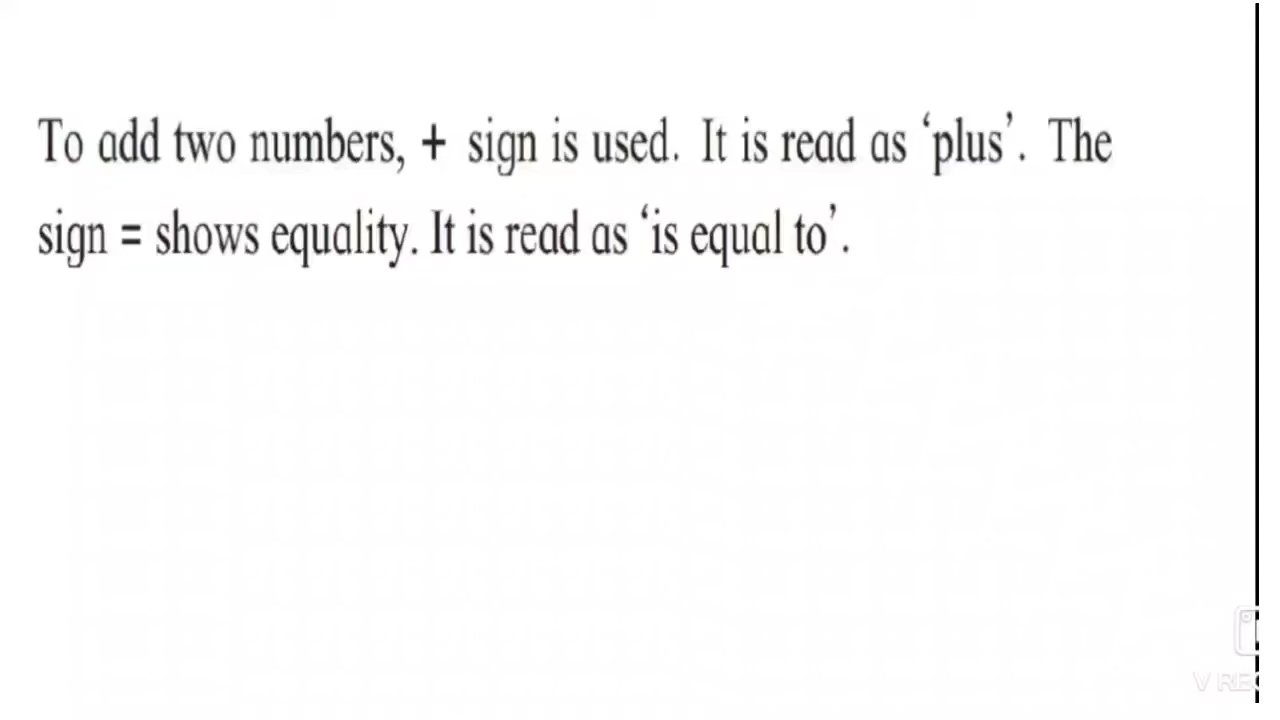 To add two numbers, + sign is used. It is read as ‘plus’. The
sign = shows equality. It is read as ‘is equal to’.
V REC